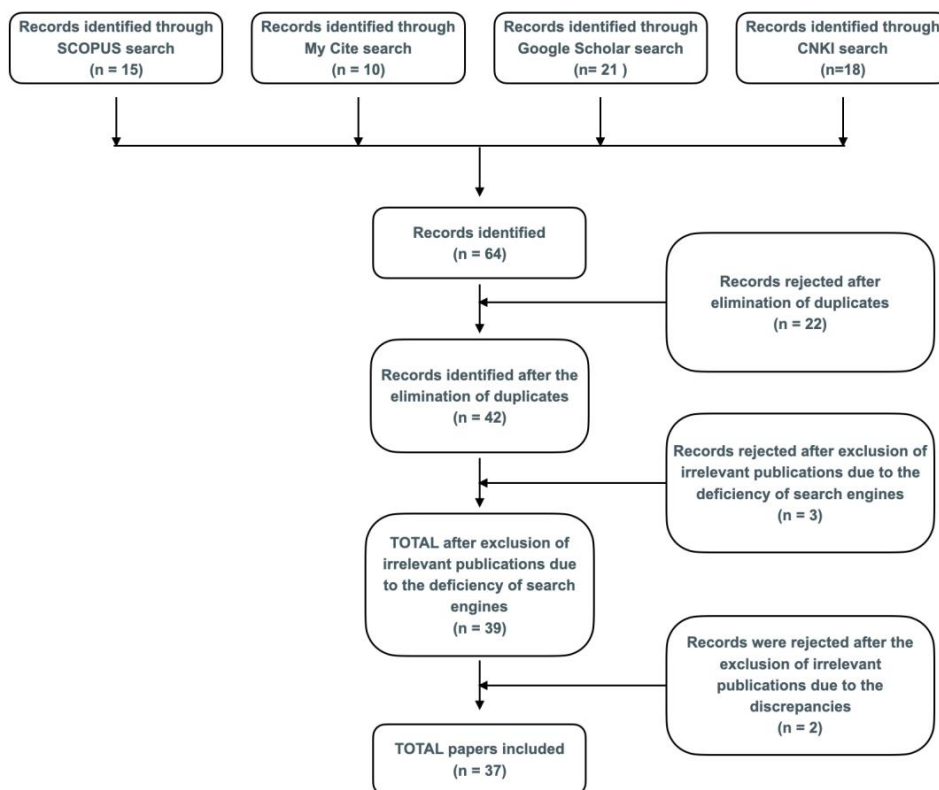 Records identified through
SCOPUS search
(n = 15)
Records identified through
My Cite search
(n = 10)
Records identified through
Google Scholar search
(n= 21 )
Records identified through
CNKI search
(n=18)
Records identified
(n = 64)
Records rejected after
elimination of duplicates
(n = 22)
Records identified after the
elimination of duplicates
(n = 42)
Records rejected after exclusion of
irrelevant publications due to the
deficiency of search engines
(n = 3)
TOTAL after exclusion of
irrelevant publications due
to the deficiency of search
engines
(n = 39)
Records were rejected after the
exclusion of irrelevant
publications due to the
discrepancies
(n = 2)
TOTAL papers included
(n = 37)